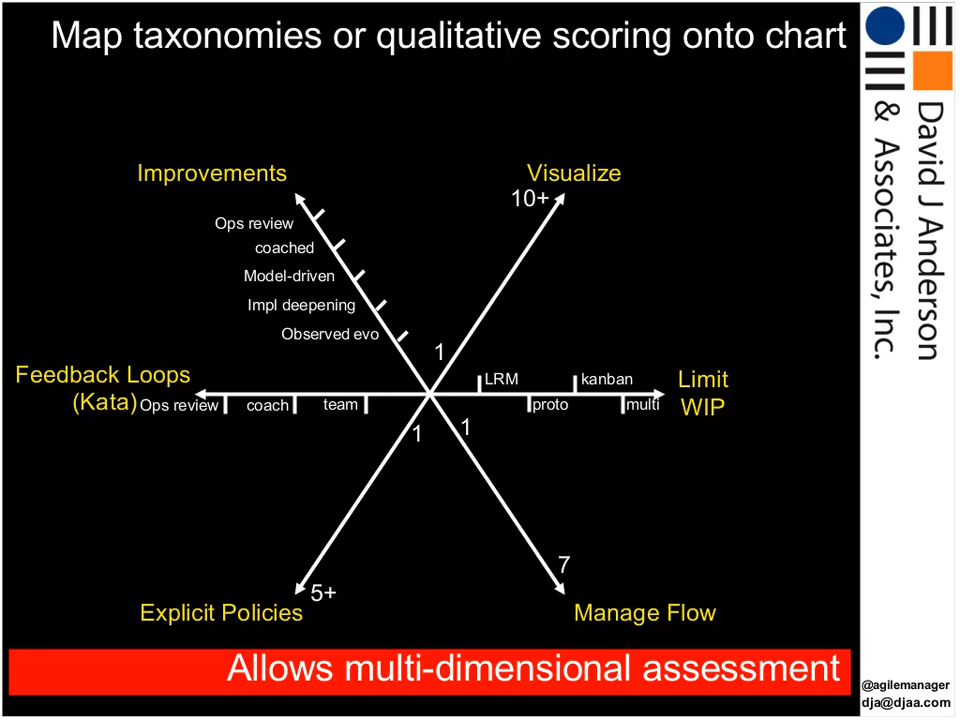 Map taxonomies or qualitative scoring onto chart
David J Anderson
& Associates, Inc.
Improvements
Visualize
10+
Ops review
coached
Model-driven
Impl deepening
Observed evo
1
Feedback Loops
(Kata)
Ops review
coach
team
LRM
proto
kanban
multi
Limit
WIP
1
1
5+
7
Explicit Policies
Manage Flow
Allows multi-dimensional assessment
@agilemanager
dja@djaa.com